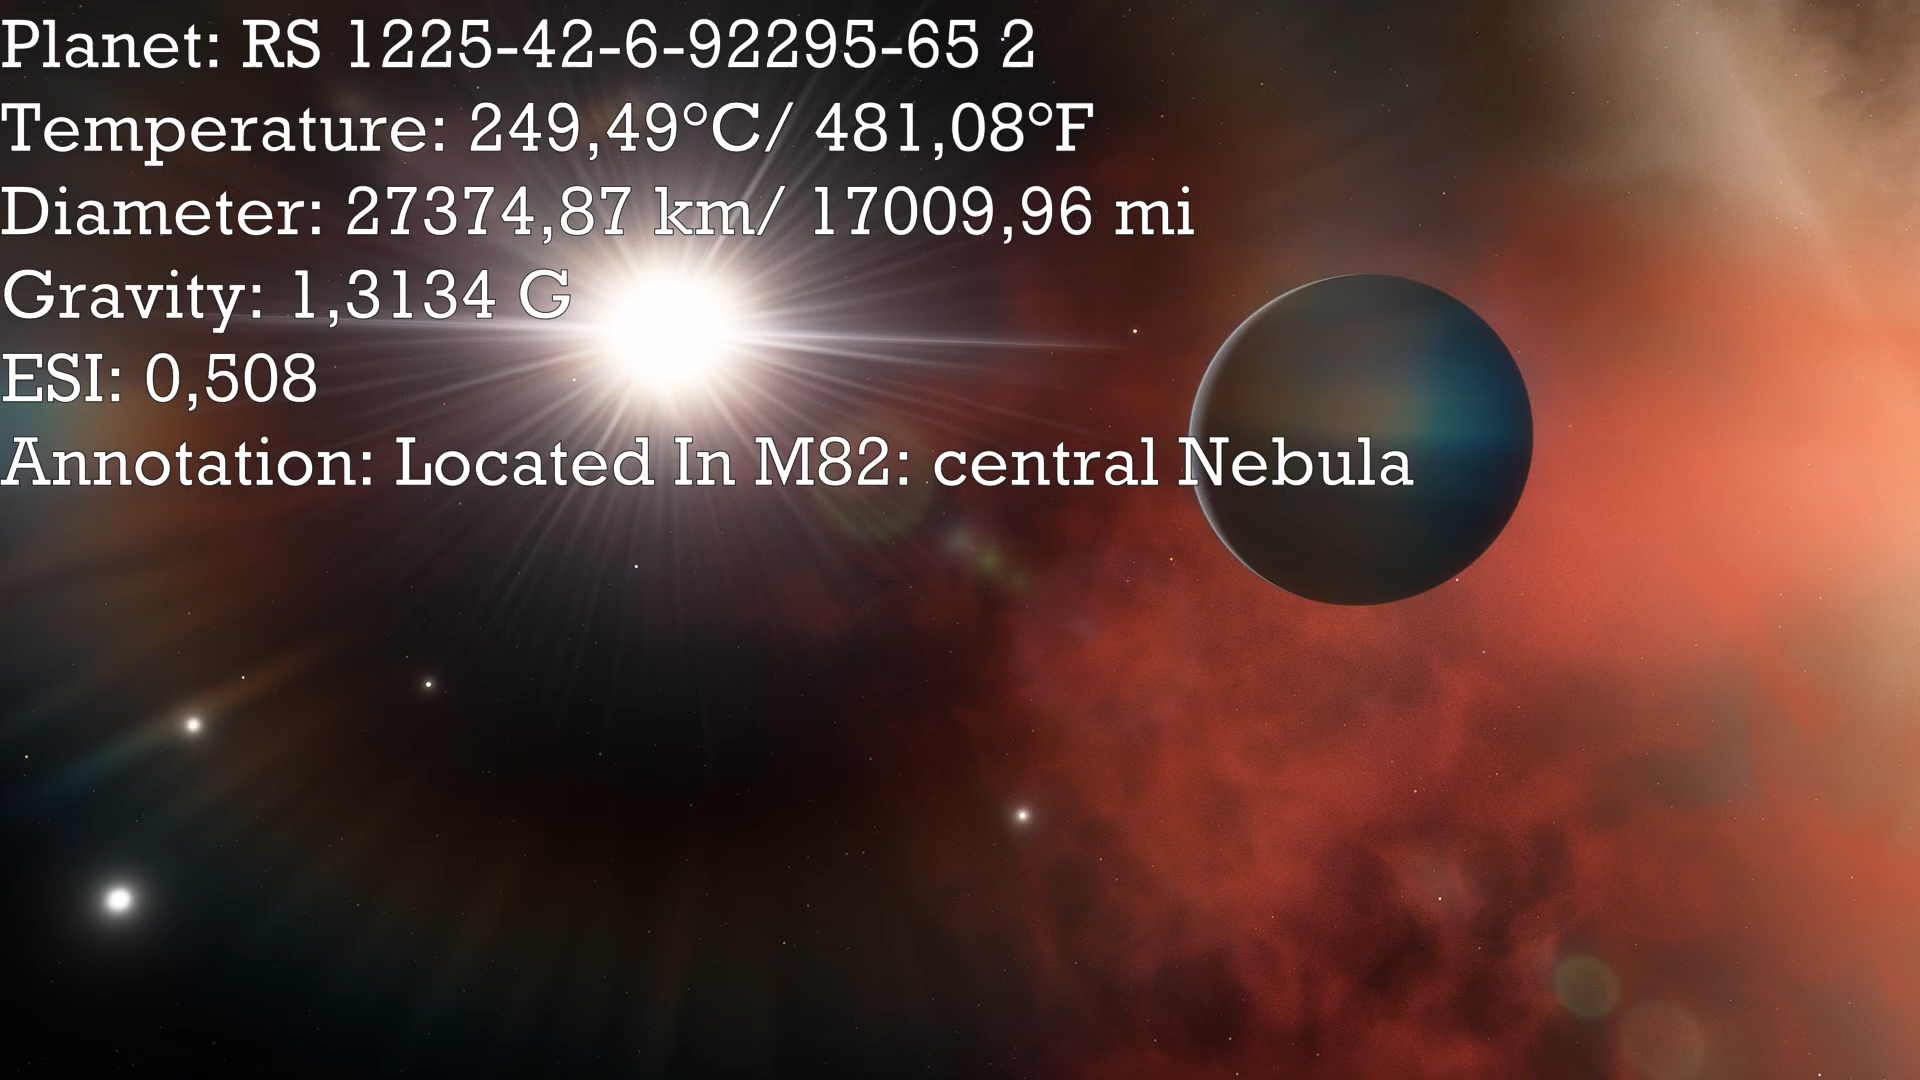 Planet: RS 1225-42-6-92295-65 2
Temperature: 249,49°C/ 481,08°F
Diameter: 27374,87 km/ 17009,96 mi
Gravity: 1,3134 G
ESI: 0,508
Annotation: Located In M82: central Nebula